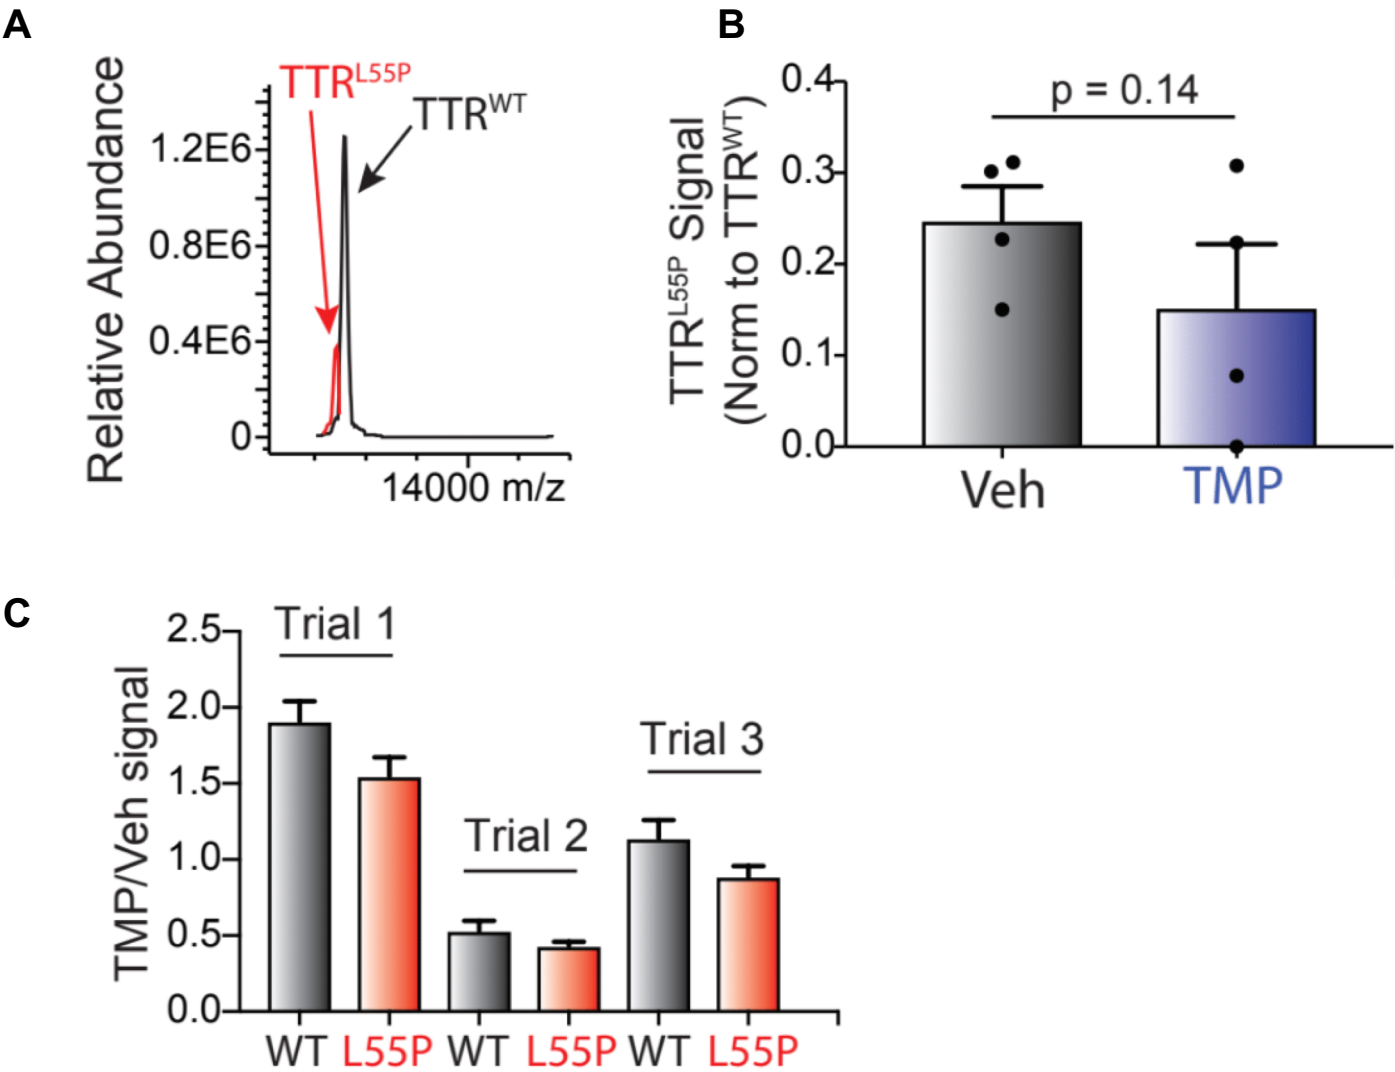 A
TTRL55P
TTRWT
Relative Abundance
1.2E6
0.8E6
0.4E6
0
14000 m/z
B
TTRL55P Signal
(Norm to TTRWT)
0.4
0.3
0.2
0.1
0.0
p = 0.14
Veh
TMP
C
TMP/Veh signal
2.5
2.0
1.5
1.0
0.5
0.0
Trial 1
Trial 2
Trial 3
WT L55P WT L55P WT L55P